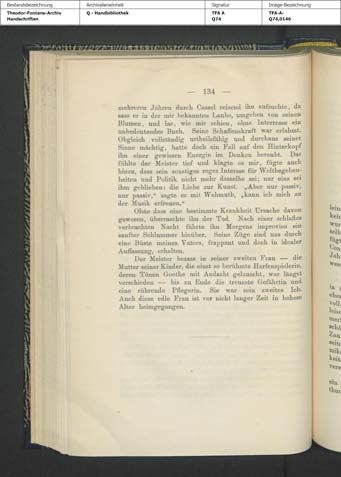 Bestandsbezeichnung
Archivalieneinheit
Signatur
Image-Bezeichnung
Theodor-Fontane-Archiv
Handschriften
Q - Handbibliothek
TFA A
Q74
TFA-A-
Q74,0146
— 134 —
mehreren Jahren durch Cassel reisend ihn aufsuchte, da
sass er in der mir bekannten Laube, umgeben von seinen
Blumen, und las, wie mir schien, ohne Interesse ein
unbedeutendes Buch. Seine Schaffenskraft war erlahmt.
Obgleich vollständig urtheilsfähig und durchaus seiner
Sinne mächtig, hatte doch ein Fall auf den Hinterkopf
ihn einer gewissen Energie im Denken beraubt. Das
fühlte der Meister tief und klagte es mir, fügte auch
hinzu, dass sein sonstiges reges Interesse für Weltbegeben-
heiten und Politik nicht mehr dasselbe sei; nur eins sei
ihm geblieben: die Liebe zur Kunst. „Aber nur passiv,
nur passiv,“ sagte er mit Wehmuth, „kann ich mich an
der Musik erfreuen.“
Ohne dass eine bestimmte Krankheit Ursache davon
gewesen, überraschte ihn der Tod. Nach einer schlaflos
verbrachten Nacht führte ihn Morgens improviso ein
sanfter Schlummer hinüber. Seine Züge sind uns durch
eine Büste meines Vaters, frappant und doch in idealer
Auffassung, erhalten.
Der Meister besass in seiner zweiten Frau — die
Mutter seiner Kinder, die einst so berühmte Harfenspielerin,
deren Tönen Goethe mit Andacht gelauscht, war längst
verschieden — bis zu Ende die treueste Gefährtin und
eine rührende Pflegerin. Sie war sein zweites Ich.
Auch diese edle Frau ist vor nicht langer Zeit in hohem
Alter heimgegangen.